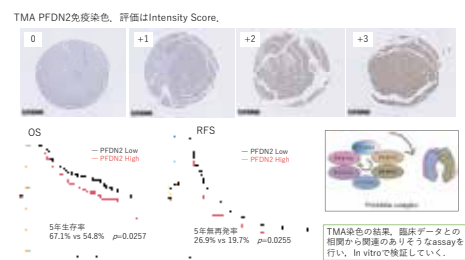 TMA PFDN2免疫染色，評価はIntensity Score，
0
+1
+2
+3
OS
PFDN2 Low
PFDN2 High
5年生存率
67.1% vs 54.8% p=0.0257
RFS
PFDN2 Low
PFDN2 High
5年無再発率
26.9% vs 19.7% p=0.0255
TMA染色の結果，臨床データとの
相関から関連のありそうなassayを
行い，In vitroで検証していく．